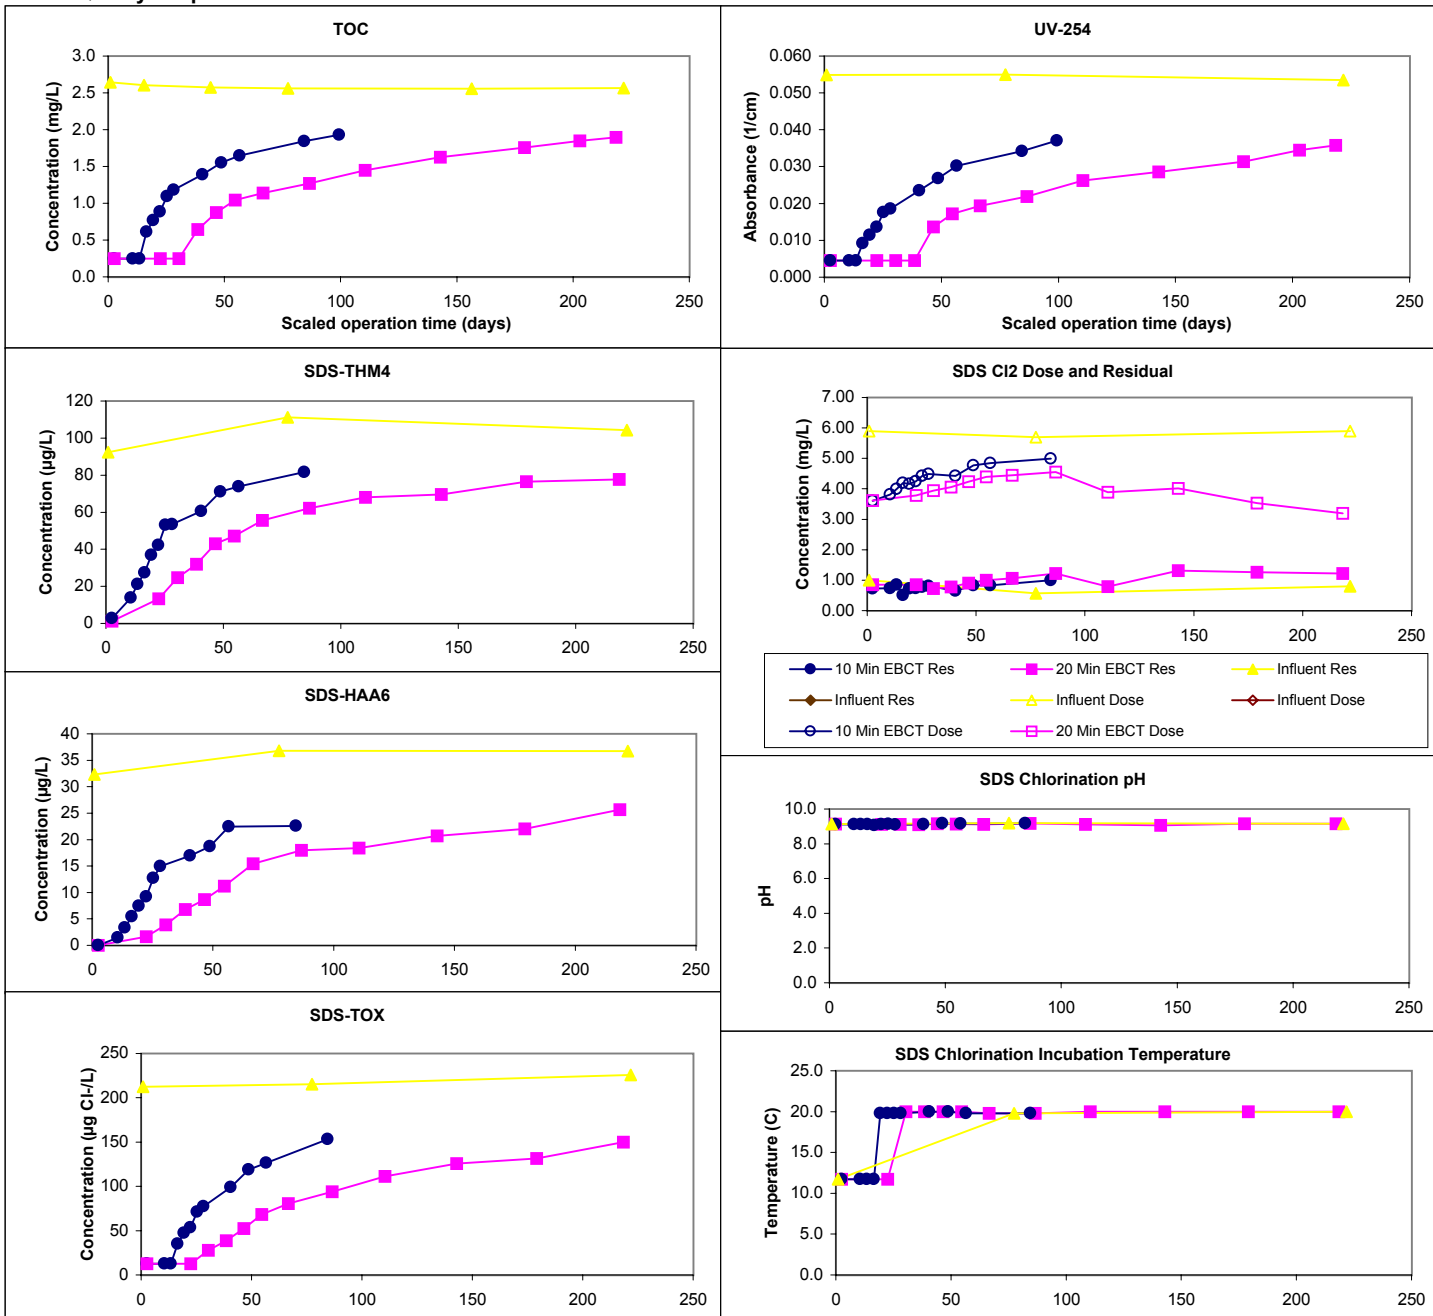 TOC
3.0
2.5
2.0
1.5
1.0
0.5
0.0
Concentration (mg/L)
0 50 100 150 200 250
Scaled operation time (days)
UV-254
0.060
0.050
0.040
0.030
0.020
0.010
0.000
Absorbance (1/cm)
0 50 100 150 200 250
Scaled operation time (days)
SDS-THM4
120
100
80
60
40
20
0
Concentration (µg/L)
0 50 100 150 200 250
SDS Cl2 Dose and Residual
7.00
6.00
5.00
4.00
3.00
2.00
1.00
0.00
Concentration (mg/L)
0 50 100 150 200 250
10 Min EBCT Res 20 Min EBCT Res Influent Res
Influent Res Influent Dose Influent Dose
10 Min EBCT Dose 20 Min EBCT Dose
SDS-HAA6
40
35
30
25
20
15
10
5
0
Concentration (µg/L)
0 50 100 150 200 250
SDS Chlorination pH
10.0
8.0
6.0
4.0
2.0
0.0
pH
0 50 100 150 200 250
SDS-TOX
250
200
150
100
50
0
Concentration (µg Cl-/L)
0 50 100 150 200 250
SDS Chlorination Incubation Temperature
25.0
20.0
15.0
10.0
5.0
0.0
Temperature (C)
0 50 100 150 200 250